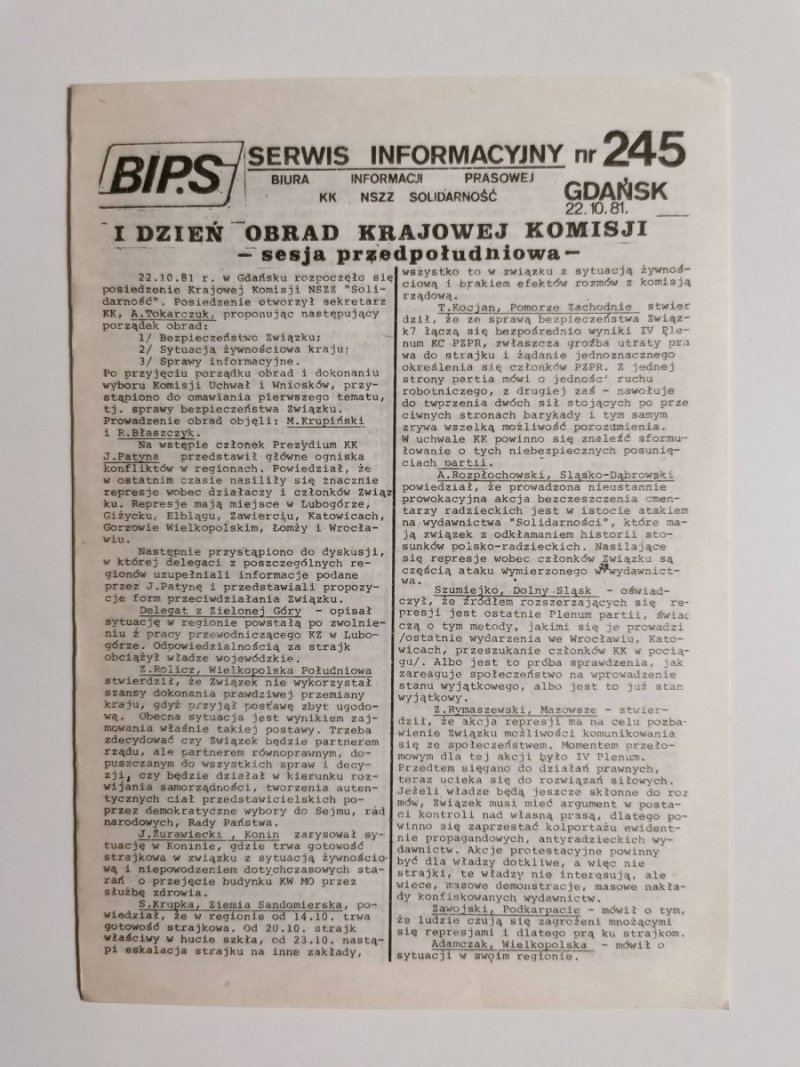 BIPS
SERWIS INFORMACYJNY nr 245
BIURA INFORMACJI PRASOWEJ
KK NSZZ SOLIDARNOŚĆ
GDAŃSK
22.10.81.
I DZIEŃ OBRAD KRAJOWEJ KOMISJI
- sesja przedpołudniowa -
22.10.81 r. w Gdańsku rozpoczęło się
posiedzenie Krajowej Komisji NSZZ "Soli-
darność". Posiedzenie otworzył sekretarz
KK, A.Tokarczuk, proponując następujący
porządek obrad:
1/ Bezpieczeństwo Związku;
2/ Sytuacja żywnościowa kraju;
3/ Sprawy informacyjne.
Po przyjęciu porządku obrad i dokonaniu
wyboru Komisji Uchwał i Wniosków, przy-
stąpiono do omawiania pierwszego tematu,
tj. sprawy bezpieczeństwa Związku.
Prowadzenie obrad objęli: M.Krupiński
i R.Błaszczyk.
Na wstępie członek Prezydium KK
J.Patyna przedstawił główne ogniska
konfliktów w regionach. Powiedział, że
w ostatnim czasie nasiliły się znacznie
represje wobec działaczy i członków Związ
ku. Represje mają miejsce w Lubogórze,
Giżycku, Elblągu, Zawierciu, Katowicach,
Gorzowie Wielkopolskim, Łomży i Wrocła-
wiu.
Następnie przystąpiono do dyskusji,
w której delegaci z poszczególnych re-
gionów uzupełniali informacje podane
przez J.Patynę i przedstawiali propozy-
cje form przeciwdziałania Związku.
Delegat z Zielonej Góry - opisał
sytuację w regionie powstałą po zwolnie-
niu z pracy przewodniczącego KZ w Lubo-
górze. Odpowiedzialnością za strajk
obciążył władze wojewódzkie.
Z.Rolicz, Wielkopolska Południowa
stwierdził, że Związek nie wykorzystał
szansy dokonania prawdziwej przemiany
kraju, gdyż przyjął postawę zbyt ugodo-
wą. Obecna sytuacja jest wynikiem zaj-
mowania właśnie takiej postawy. Trzeba
zdecydować czy Związek będzie partnerem
rządu, ale partnerem równoprawnym, do-
puszczanym do wszystkich spraw i decy-
zji, czy będzie działał w kierunku roz-
wijania samorządności, tworzenia auten-
tycznych ciał przedstawicielskich po-
przez demokratyczne wybory do Sejmu, rad
narodowych, Rady Państwa.
J.Żurawiecki , Konin zarysował sy-
tuację w Koninie, gdzie trwa gotowość
strajkowa w związku z sytuacją żywnościo
wą i niepowodzeniem dotychczasowych sta-
rań o przejęcie budynku KW MO przez
służbę zdrowia.
S.Krupka, Ziemia Sandomierska, po-
wiedział, że w regionie od 14.10. trwa
gotowość strajkowa. Od 20.10. strajk
właściwy w hucie szkła, od 23.10. nastą-
pi eskalacja strajku na inne zakłady,
wszystko to w związku z sytuacją żywnoś-
ciową i brakiem efektów rozmów z komisją
rządową.
T.Kocjan, Pomorze Zachodnie stwier
dził, że ze sprawą bezpieczeństwa Związ-
k7 łączą się bezpośrednio wyniki IV Ple-
num KC PZPR, zwłaszcza groźba utraty pra
wa do strajku i żądanie jednoznacznego
określenia się członków PZPR. Z jednej
strony partia mówi o jedności ruchu
robotniczego, z drugiej zaś - nawołuje
do tworzenia dwóch sił stojących po prze
ciwnych stronach barykady i tym samym
zrywa wszelką możliwość porozumienia.
W uchwale KK powinno się znaleźć sformu-
łowanie o tych niebezpiecznych posunię-
ciach partii.
A.Rozpłochowski, Śląsko-Dąbrowski
powiedział, że prowadzona nieustannie
prowokacyjna akcja bezczeszczenia cmen-
tarzy radzieckich jest w istocie atakiem
na wydawnictwa "Solidarności", które ma-
ją związek z odkłamaniem historii sto-
sunków polsko-radzieckich. Nasilające
się represje wobec członków Związku są
częścią ataku wymierzonego w wydawnict-
wa.
Szumiejko, Dolny Śląsk - oświad-
czył, że źródłem rozszerzających się re-
presji jest ostatnie Plenum partii, świad
czą o tym metody, jakimi się je prowadzi
/ostatnie wydarzenia we Wrocławiu, Kato-
wicach, przeszukanie członków KK w pocią-
gu/. Albo jest to próba sprawdzenia, jak
zareaguje społeczeństwo na wprowadzenie
stanu wyjątkowego, albo jest to już stan
wyjątkowy.
Z.Rymaszewski, Mazowsze - stwier-
dził, że akcja represji ma na celu pozba-
wienie Związku możliwości komunikowania
się ze społeczeństwem. Momentem przeło-
mowym dla tej akcji było IV Plenum.
Przedtem sięgano do działań prawnych,
teraz ucieka się do rozwiązań siłowych.
Jeżeli władze będą jeszcze skłonne do roz
mów, Związek musi mieć argument w posta-
ci kontroli nad własną prasą, dlatego po-
winno się zaprzestać kolportażu ewident-
nie propagandowych, antyradzieckich wy-
dawnictw. Akcje protestacyjne powinny
być dla władzy dotkliwe, a więc nie
strajki, te władzy nie interesują, ale
wiece, masowe demonstracje, masowe nakła-
dy konfiskowanych wydawnictw.
Zawojski, Podkarpacie - mówił o tym,
że ludzie czują się zagrożeni mnożącymi
się represjami i dlatego prą ku strajkom.
Adamczak, Wielkopolska - mówił o
sytuacji w swoim regionie.